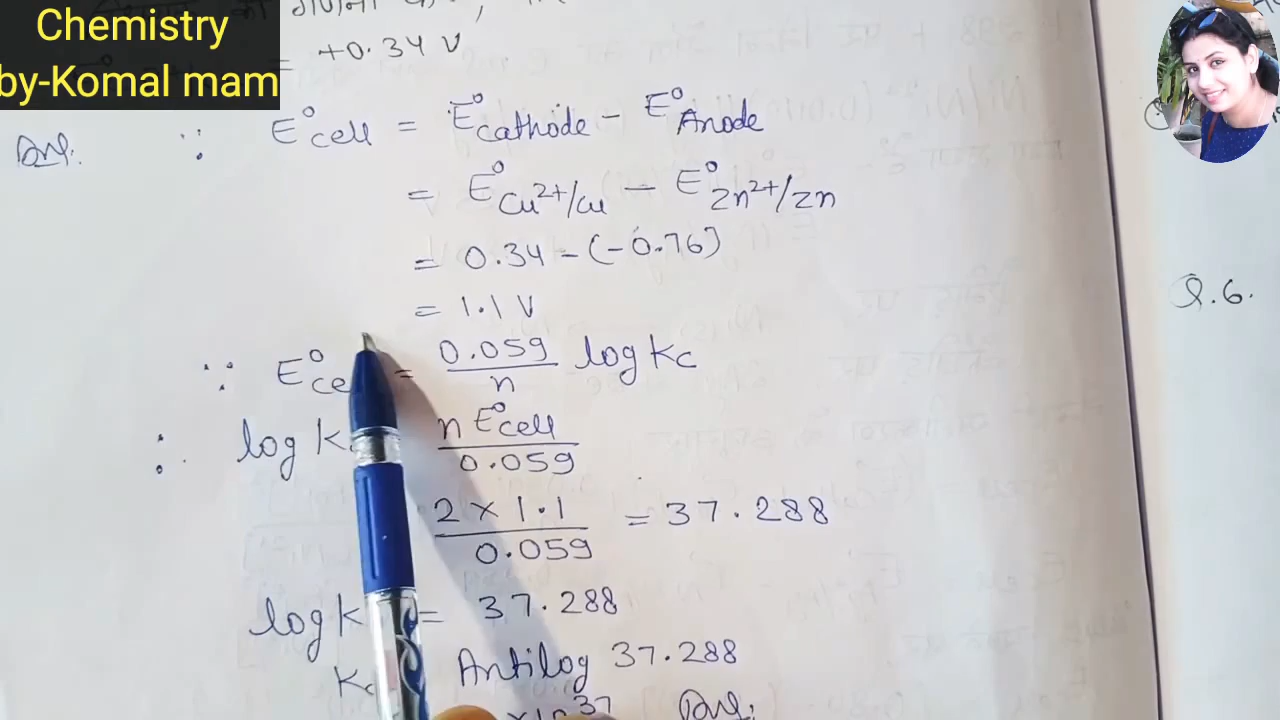 Chemistry
by-Komal mam
= +0.34 V
Ans. ∵ E°cell = E°cathode - E°Anode
= E°Cu²⁺/Cu - E°Zn²⁺/Zn
= 0.34 - (-0.76)
= 1.1 V
∵ E°ce = 0.059/n log Kc
Q.6.
∴ log K n E°cell/0.059
2 × 1.1/0.059 = 37.288
log K = 37.288
Kc Antilog 37.288
×10³⁷ Ans.